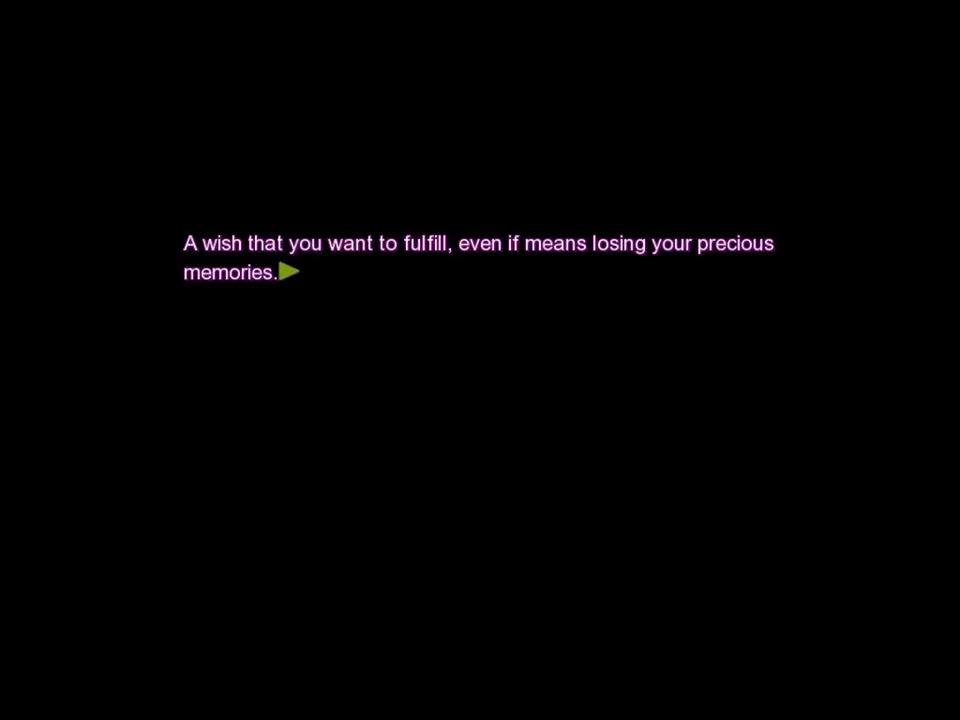 A wish that you want to fulfill, even if means losing your precious
memories.